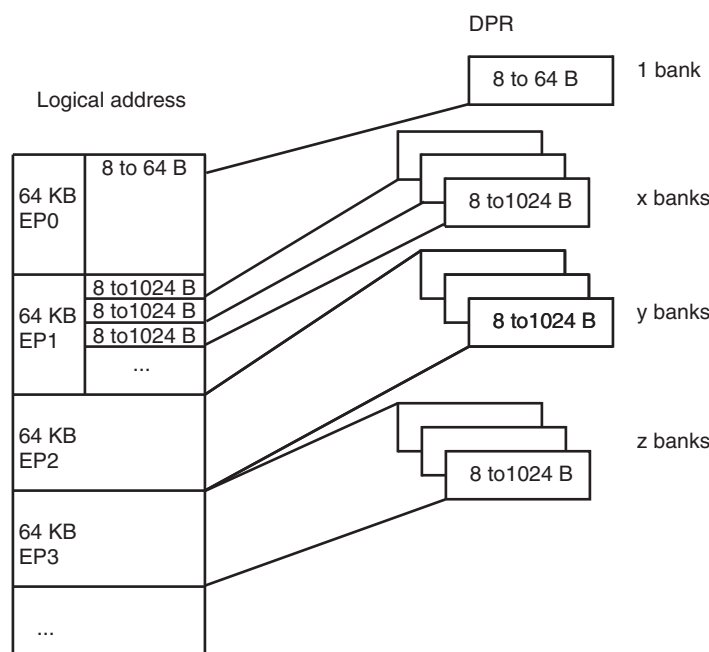 DPR
8 to 64 B
1 bank
Logical address
8 to 64 B
64 KB
EP0
8 to1024 B
x banks
64 KB
EP1
8 to1024 B
8 to1024 B
8 to1024 B
...
8 to1024 B
y banks
64 KB
EP2
8 to1024 B
z banks
64 KB
EP3
...